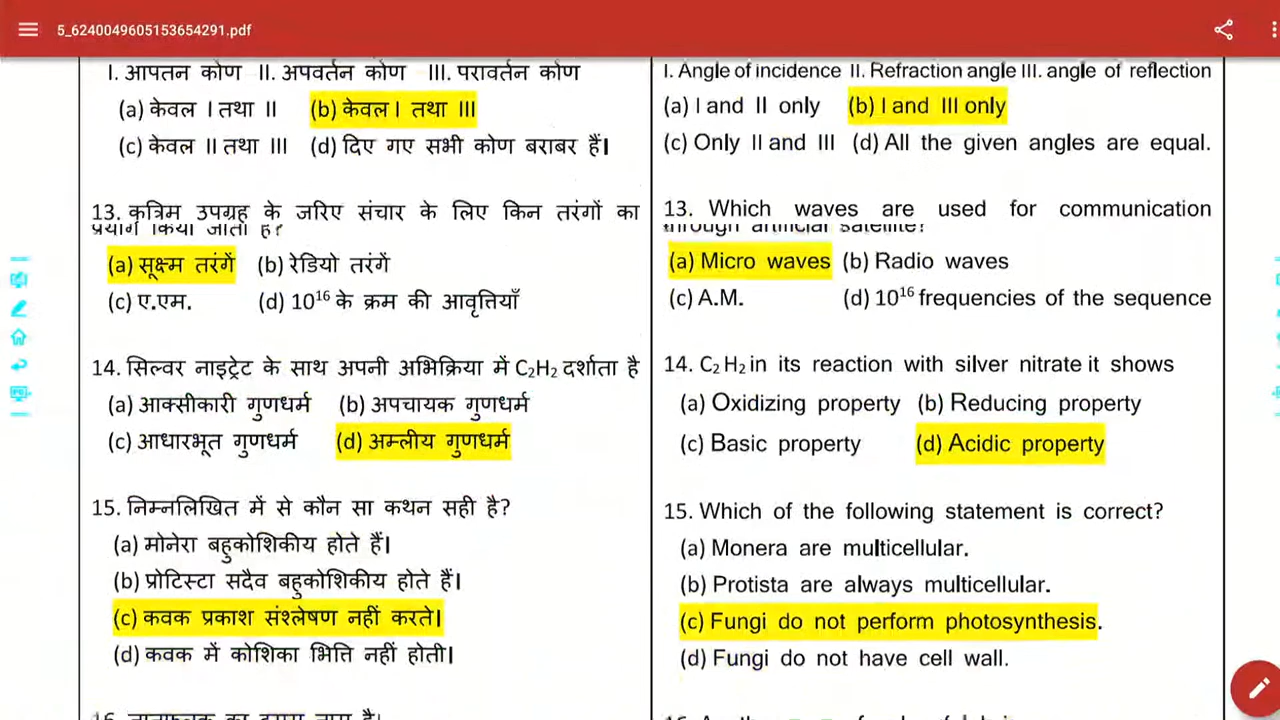 5_6240049605153654291.pdf
I. आपतन कोण II. अपवर्तन कोण III. परावर्तन कोण
(a) केवल I तथा II (b) केवल I तथा III
(c) केवल II तथा III (d) दिए गए सभी कोण बराबर हैं।
13. कृत्रिम उपग्रह के जरिए संचार के लिए किन तरंगों का
प्रयोग किया जाता है?
(a) सूक्ष्म तरंगें (b) रेडियो तरंगें
(c) ए.एम. (d) 10¹⁶ के क्रम की आवृत्तियाँ
14. सिल्वर नाइट्रेट के साथ अपनी अभिक्रिया में C₂H₂ दर्शाता है
(a) आक्सीकारी गुणधर्म (b) अपचायक गुणधर्म
(c) आधारभूत गुणधर्म (d) अम्लीय गुणधर्म
15. निम्नलिखित में से कौन सा कथन सही है?
(a) मोनेरा बहुकोशिकीय होते हैं।
(b) प्रोटिस्टा सदैव बहुकोशिकीय होते हैं।
(c) कवक प्रकाश संश्लेषण नहीं करते।
(d) कवक में कोशिका भित्ति नहीं होती।
I. Angle of incidence II. Refraction angle III. angle of reflection
(a) I and II only (b) I and III only
(c) Only II and III (d) All the given angles are equal.
13. Which waves are used for communication
through artificial satellite?
(a) Micro waves (b) Radio waves
(c) A.M. (d) 10¹⁶ frequencies of the sequence
14. C₂H₂ in its reaction with silver nitrate it shows
(a) Oxidizing property (b) Reducing property
(c) Basic property (d) Acidic property
15. Which of the following statement is correct?
(a) Monera are multicellular.
(b) Protista are always multicellular.
(c) Fungi do not perform photosynthesis.
(d) Fungi do not have cell wall.